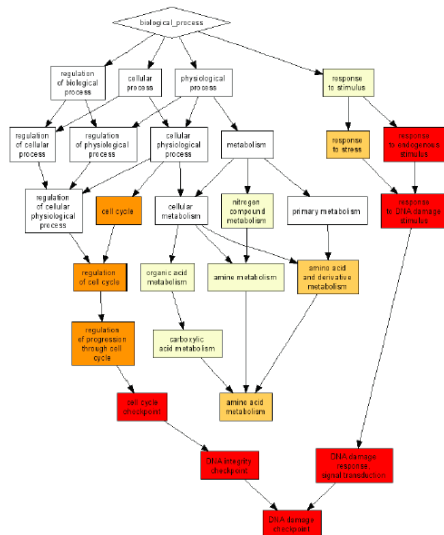 biological_process
regulation
of biological
process
cellular
process
physiological
process
response
to stimulus
regulation
of cellular
process
regulation
of physiological
process
cellular
physiological
process
metabolism
response
to stress
response
to endogenous
stimulus
regulation
of cellular
physiological process
cell cycle
cellular
metabolism
nitrogen
compound
metabolism
primary metabolism
response
to DNA damage
stimulus
regulation
of cell cycle
organic acid
metabolism
amine metabolism
amino acid
and derivative
metabolism
regulation
of progression
through cell
cycle
carboxylic
acid metabolism
cell cycle
checkpoint
amino acid
metabolism
DNA integrity
checkpoint
DNA damage
response,
signal transduction
DNA damage
checkpoint